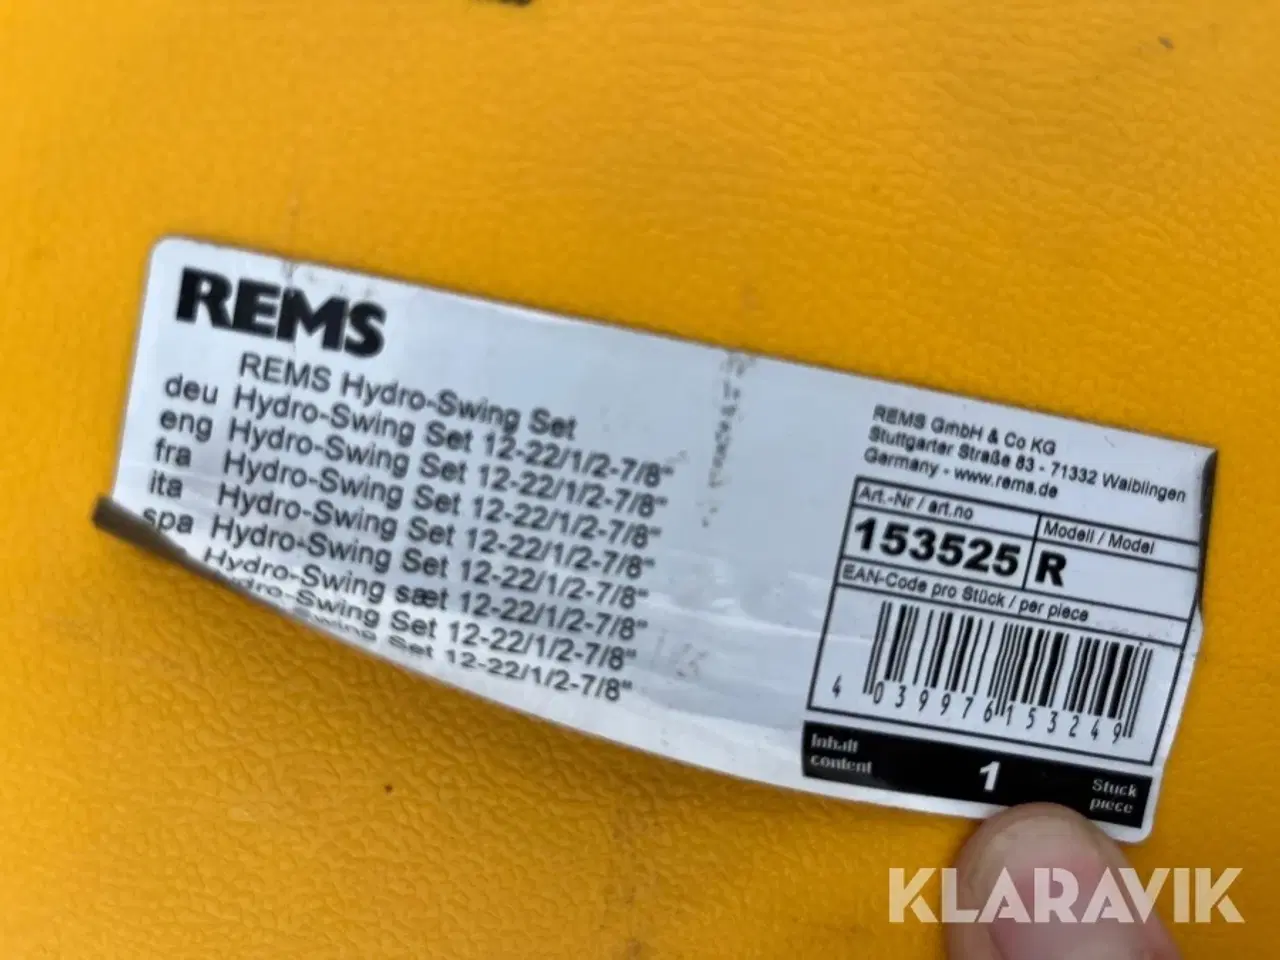 REMS
REMS Hydro-Swing Set
deu Hydro-Swing Set 12-22/1/2-7/8"
eng Hydro-Swing Set 12-22/1/2-7/8"
fra Hydro-Swing Set 12-22/1/2-7/8"
ita Hydro-Swing Set 12-22/1/2-7/8"
spa Hydro-Swing Set 12-22/1/2-7/8"
Hydro-Swing sæt 12-22/1/2-7/8"
Swing Set 12-22/1/2-7/8"
Set 12-22/1/2-7/8"
REMS GmbH & Co KG
Stuttgarter Straße 83 - 71332 Waiblingen
Germany - www.rems.de
Art.-Nr / art.no
Modell / Model
153525
R
EAN-Code pro Stück / per piece
4 039976 153249
Inhalt
content
1
Stück
piece
KLARAVIK